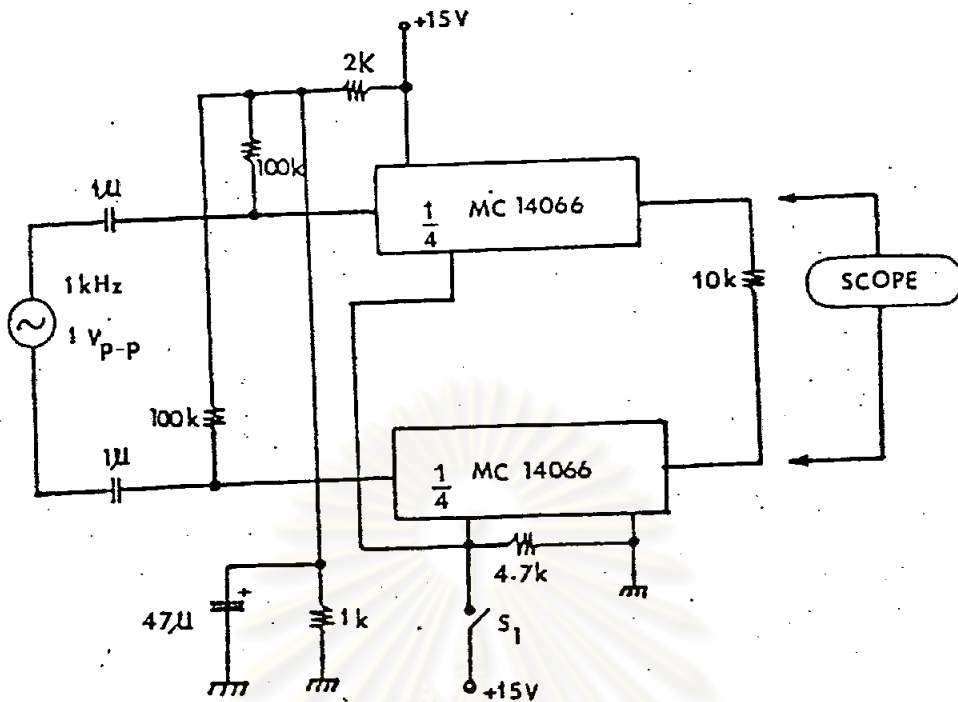 +15V
2K
100k
1µ
1/4 MC 14066
1kHz
1 Vp-p
10k
SCOPE
100k
1µ
1/4 MC 14066
4.7k
47µ
1k
S1
+15V